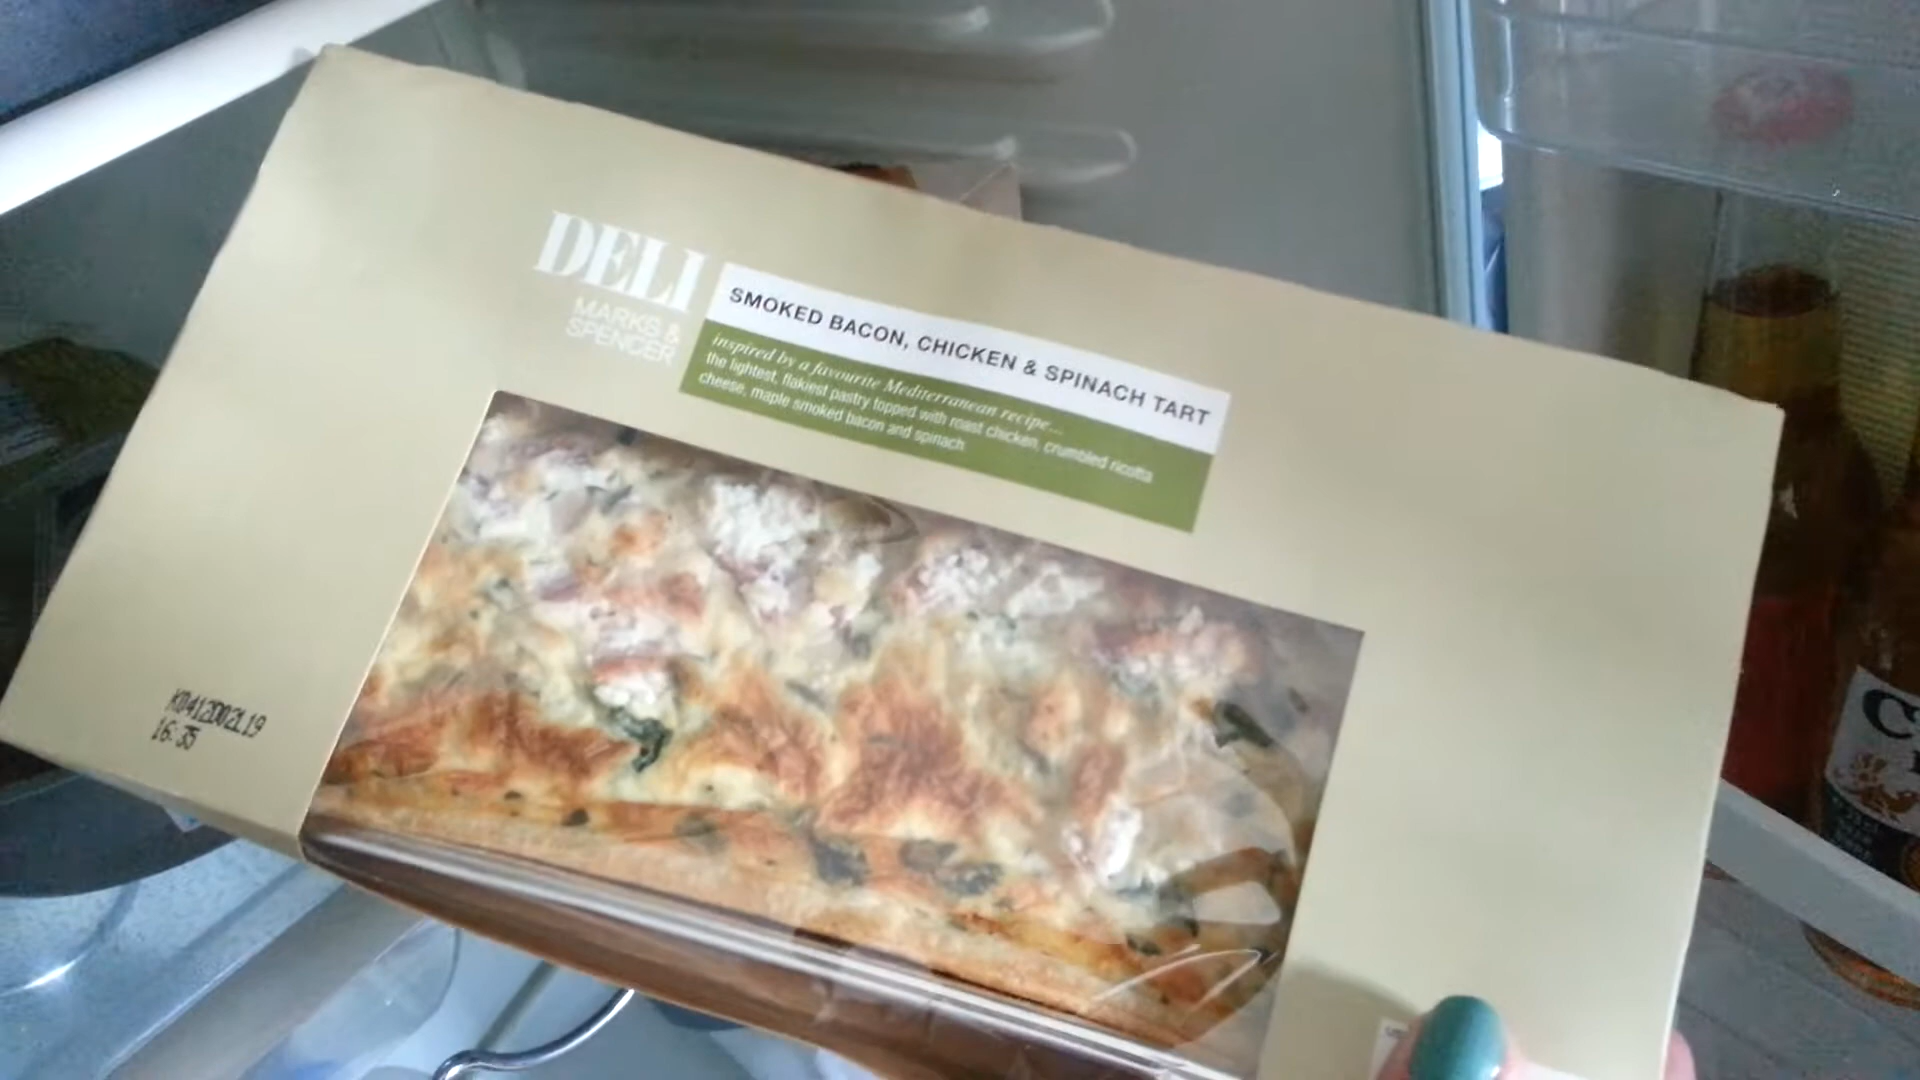 DELI
MARKS &
SPENCER
SMOKED BACON, CHICKEN & SPINACH TART
inspired by a favourite Mediterranean recipe...
the lightest, flakiest pastry topped with roast chicken, crumbled ricotta
cheese, maple smoked bacon and spinach
16:35